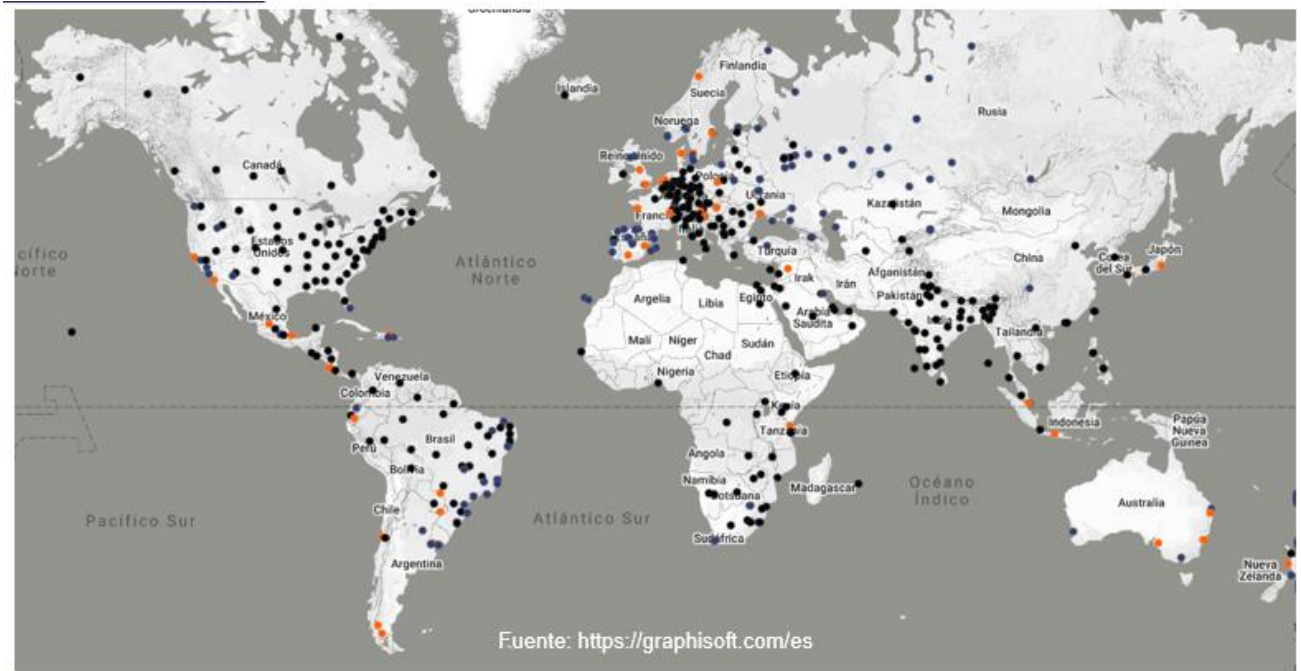 Groenlandia
Islandia
Finlandia
Suecia
Noruega
Rusia
Reino Unido
Polonia
Canadá
Ucrania
Francia
Kazajistán
Mongolia
Italia
España
Estados
Unidos
cífico
Norte
Atlántico
Norte
Turquía
China
Japón
Corea
del Sur
Afganistán
Irak
Irán
Pakistán
Argelia
Libia
Egipto
Arabia
Saudita
India
México
Malí
Níger
Chad
Sudán
Tailandia
Nigeria
Etiopía
Venezuela
Colombia
Kenia
Tanzania
Indonesia
Papúa
Nueva
Guinea
Perú
Brasil
Bolivia
Angola
Namibia
Botsuana
Madagascar
Océano
Índico
Australia
Pacífico Sur
Chile
Atlántico Sur
Sudáfrica
Argentina
Nueva
Zelanda
Fuente: https://graphisoft.com/es